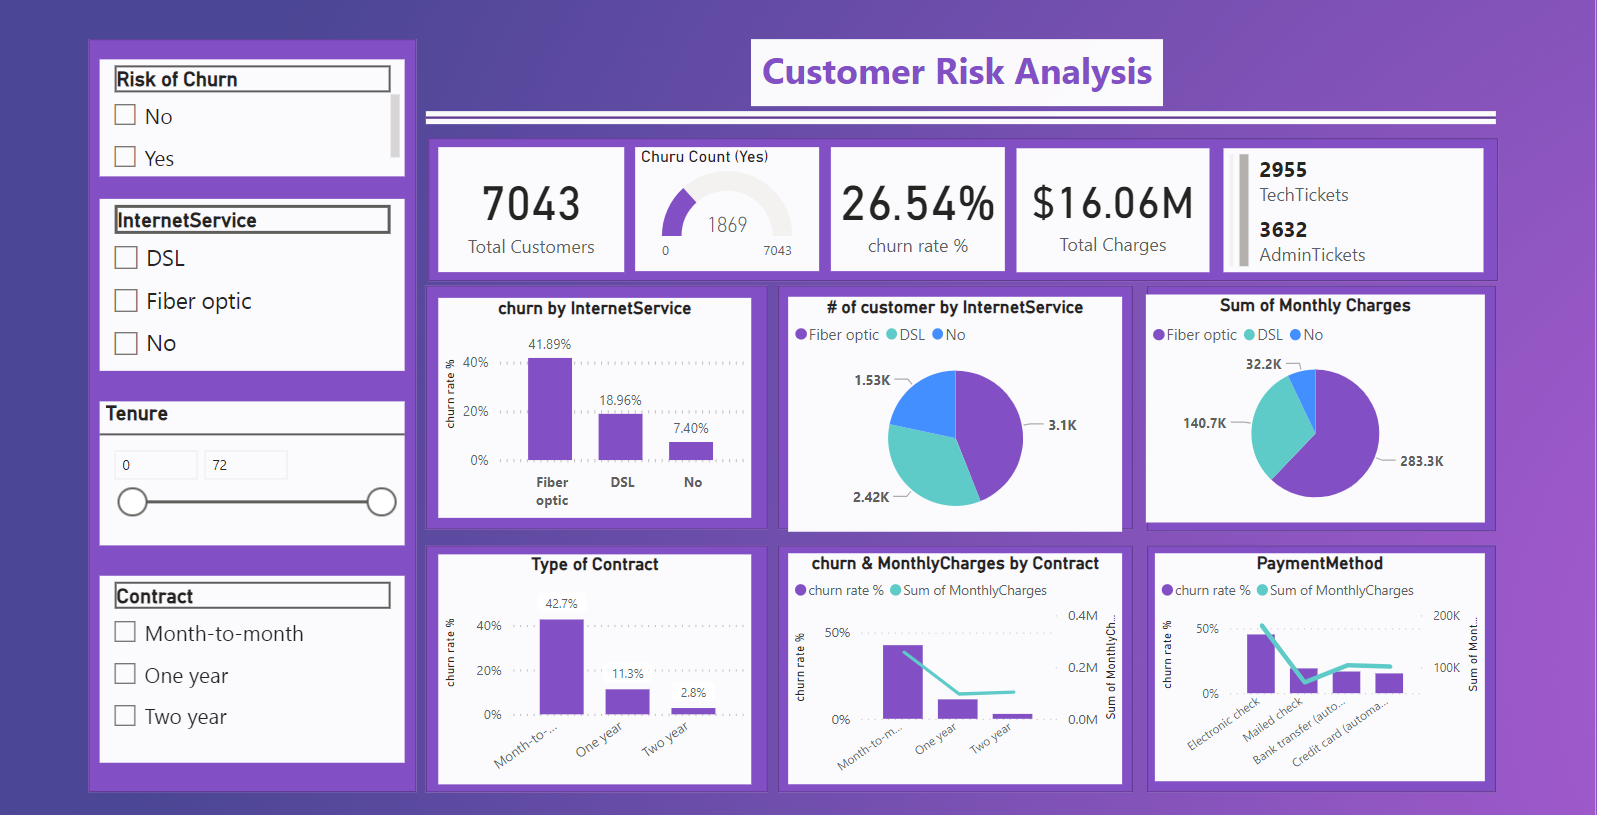 Customer Risk Analysis
Risk of Churn
No
Yes
InternetService
DSL
Fiber optic
No
Tenure
0
72
Contract
Month-to-month
One year
Two year
7043
Total Customers
Churu Count (Yes)
1869
0
7043
26.54%
churn rate %
$16.06M
Total Charges
2955
TechTickets
3632
AdminTickets
churn by InternetService
churn rate %
40%
20%
0%
41.89%
18.96%
7.40%
Fiber
optic
DSL
No
# of customer by InternetService
Fiber optic DSL No
1.53K
3.1K
2.42K
Sum of Monthly Charges
Fiber optic DSL No
32.2K
140.7K
283.3K
Type of Contract
churn rate %
40%
20%
0%
42.7%
11.3%
2.8%
Month-to-...
One year
Two year
churn & MonthlyCharges by Contract
churn rate % Sum of MonthlyCharges
churn rate %
50%
0%
0.4M
0.2M
0.0M
Sum of MonthlyCh...
Month-to-m...
One year
Two year
PaymentMethod
churn rate % Sum of MonthlyCharges
churn rate %
50%
0%
200K
100K
Sum of Mont...
Electronic check
Mailed check
Bank transfer (auto...
Credit card (automa...